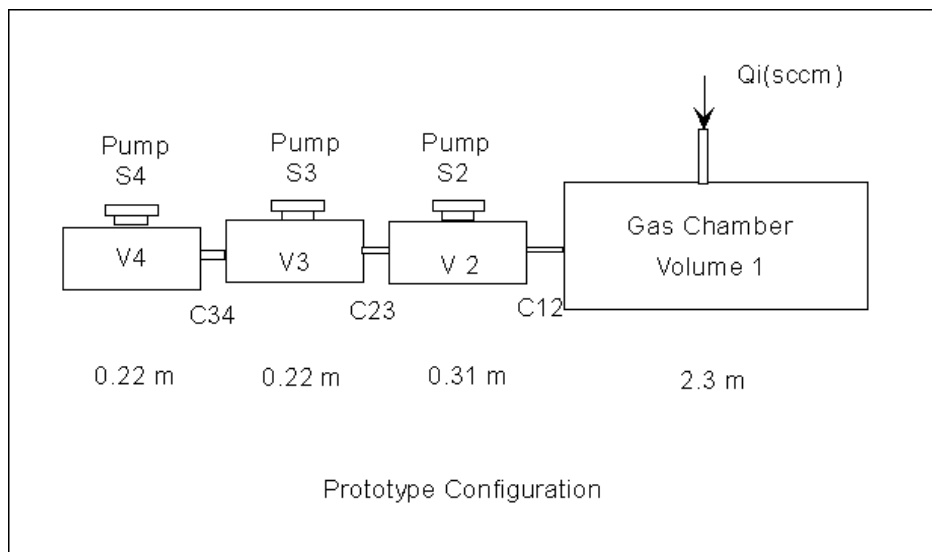 Qi(sccm)
Pump
S4
Pump
S3
Pump
S2
Gas Chamber
Volume 1
V4
V3
V 2
C34
C23
C12
0.22 m
0.22 m
0.31 m
2.3 m
Prototype Configuration